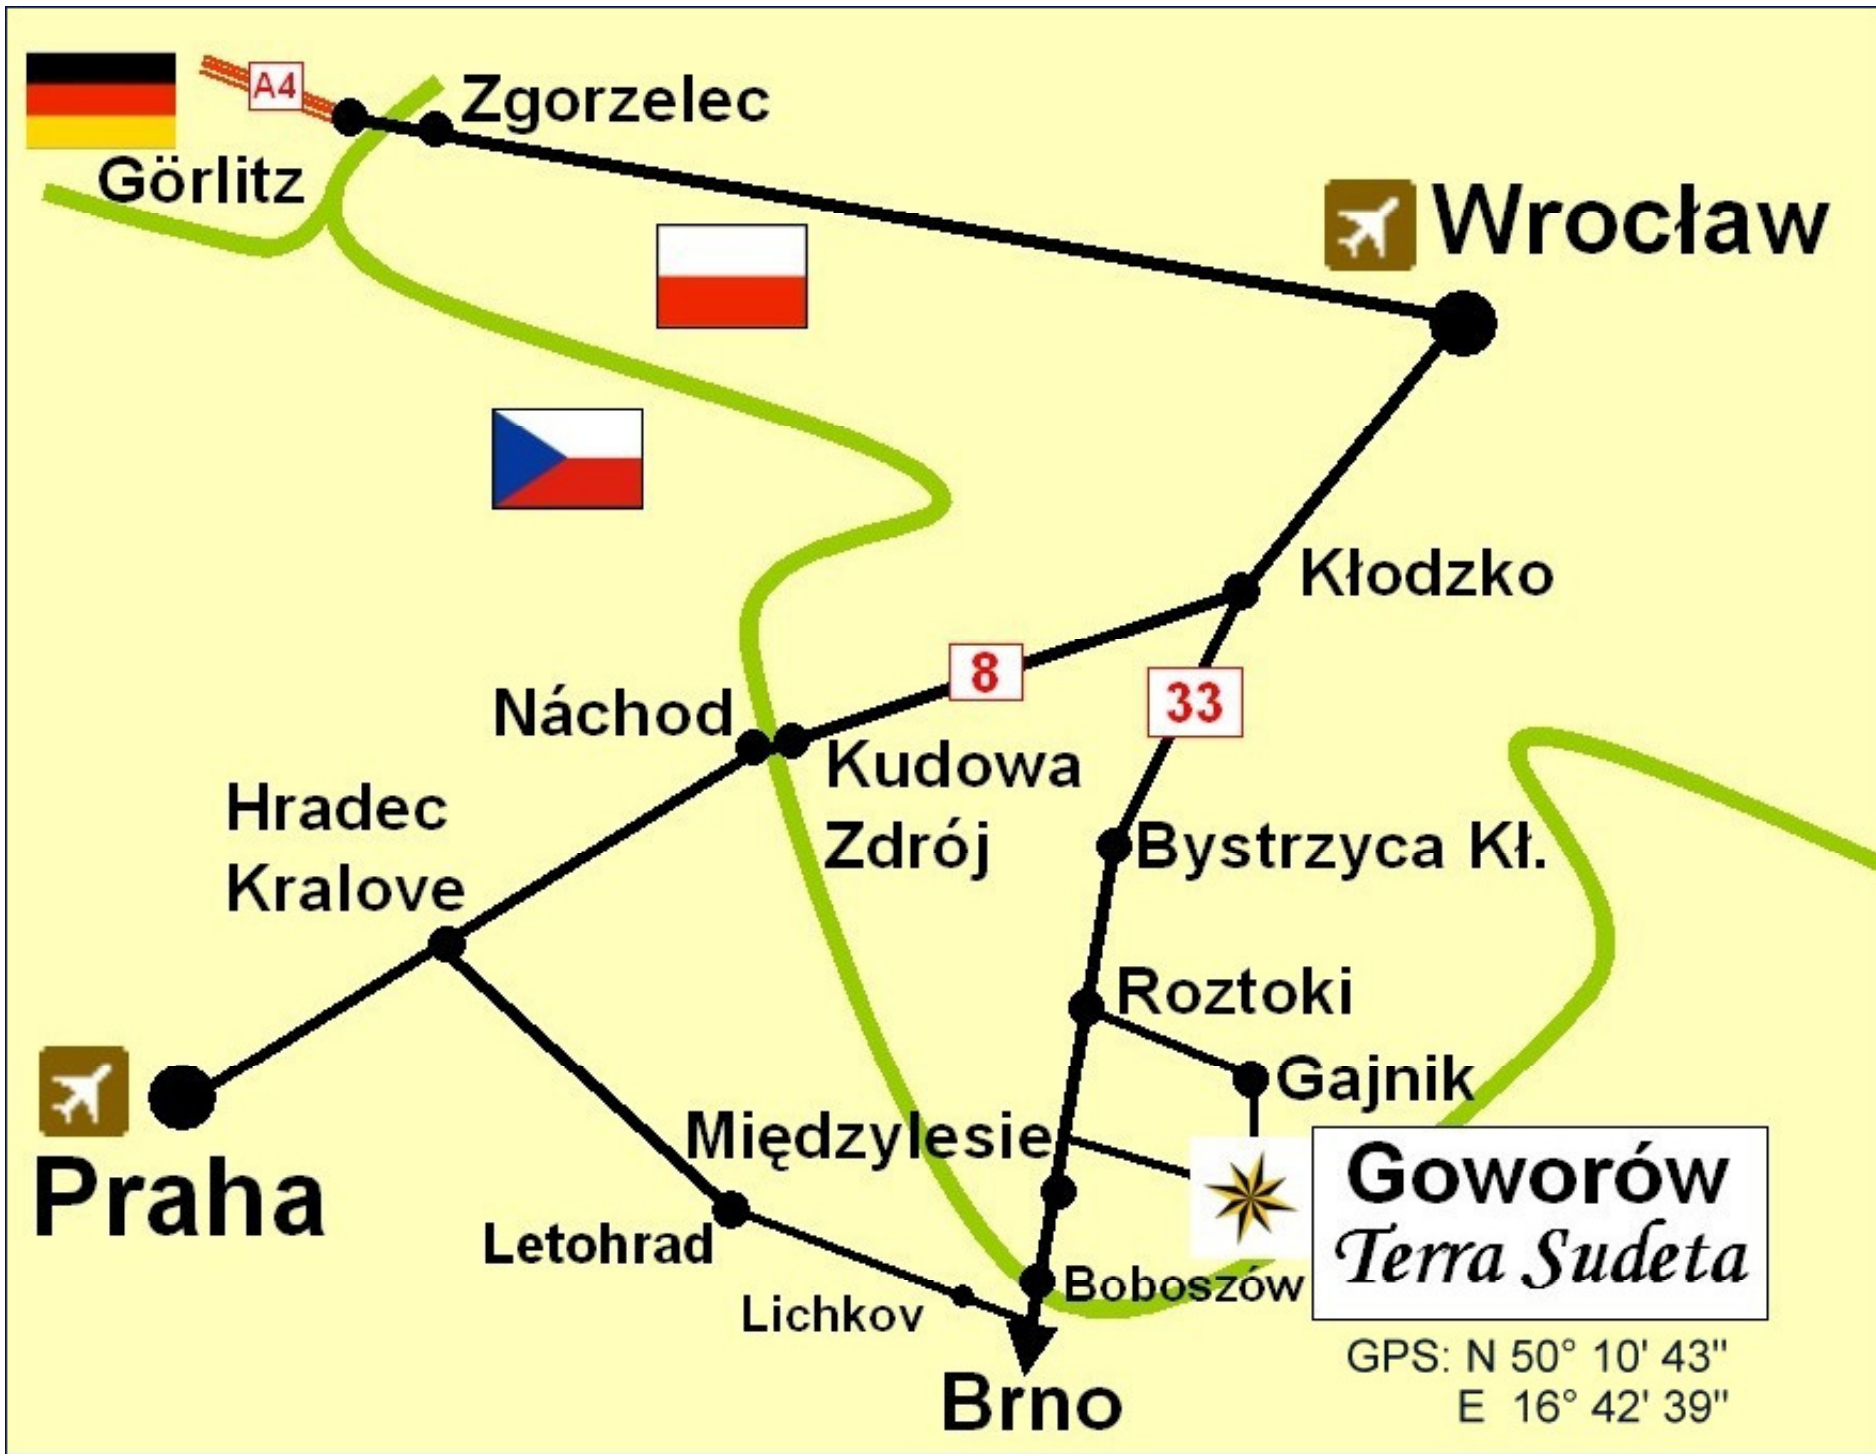 A4
Zgorzelec
Görlitz
Wrocław
Kłodzko
8
33
Náchod
Kudowa
Zdrój
Hradec
Kralove
Bystrzyca Kł.
Roztoki
Gajnik
Międzylesie
Praha
Goworów
Terra Sudeta
Letohrad
Boboszów
Lichkov
Brno
GPS: N 50° 10' 43"
E 16° 42' 39"